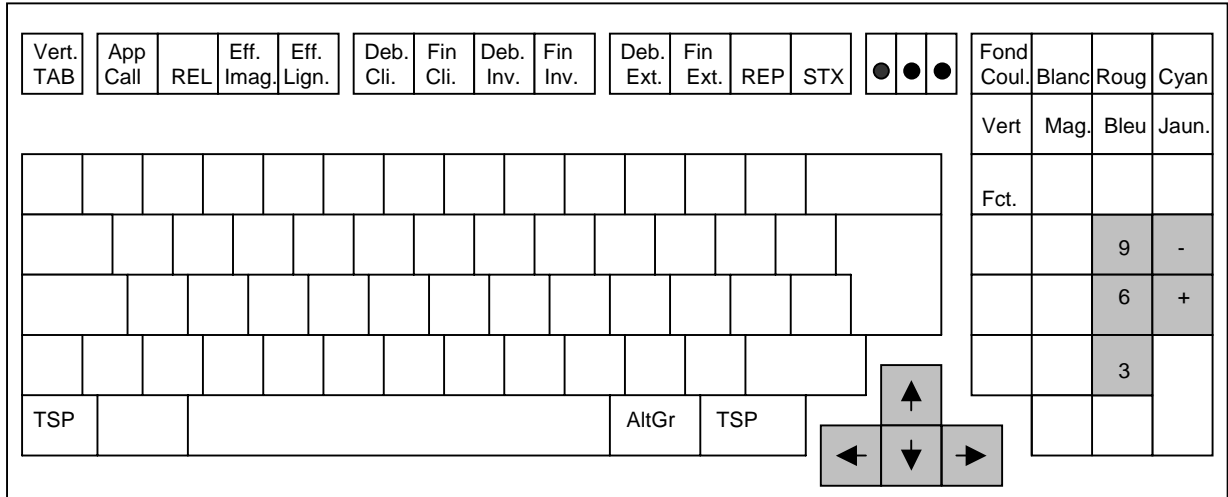 Vert. App Eff. Eff. Deb. Fin Deb. Fin Deb. Fin Fond
TAB Call REL Imag. Lign. Cli. Cli. Inv. Inv. Ext. Ext. REP STX Coul. Blanc Roug Cyan
Vert Mag. Bleu Jaun.
Fct.
9 -
6 +
3
TSP AltGr TSP